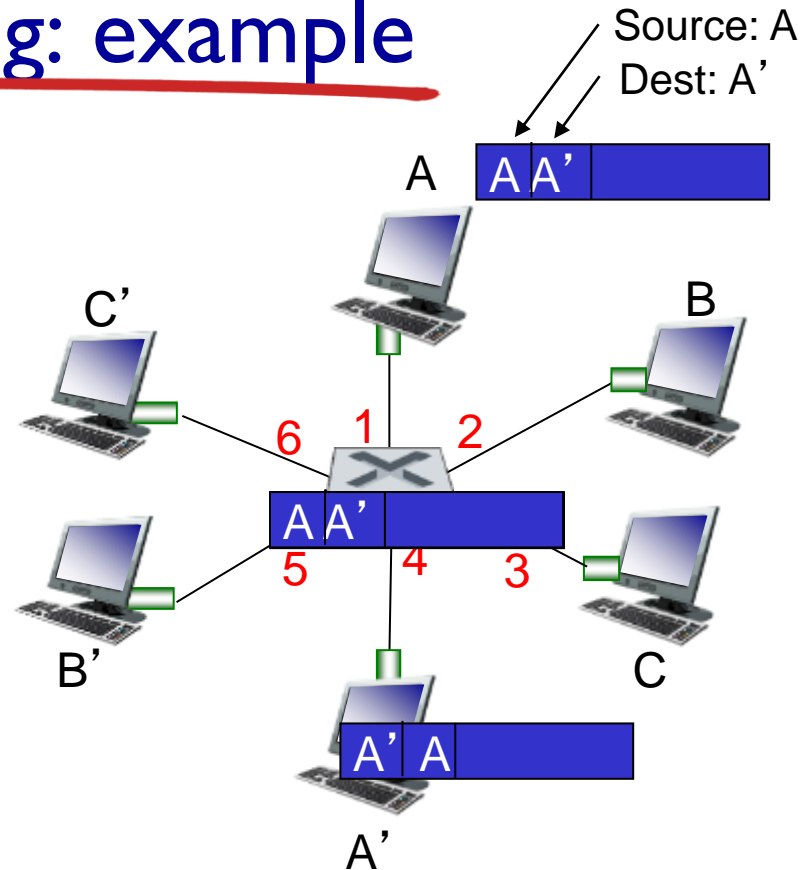 g: example
Source: A
Dest: A’
A
A A’
C’
B
6
1
2
A A’
5
4
3
B’
C
A’ A
A’